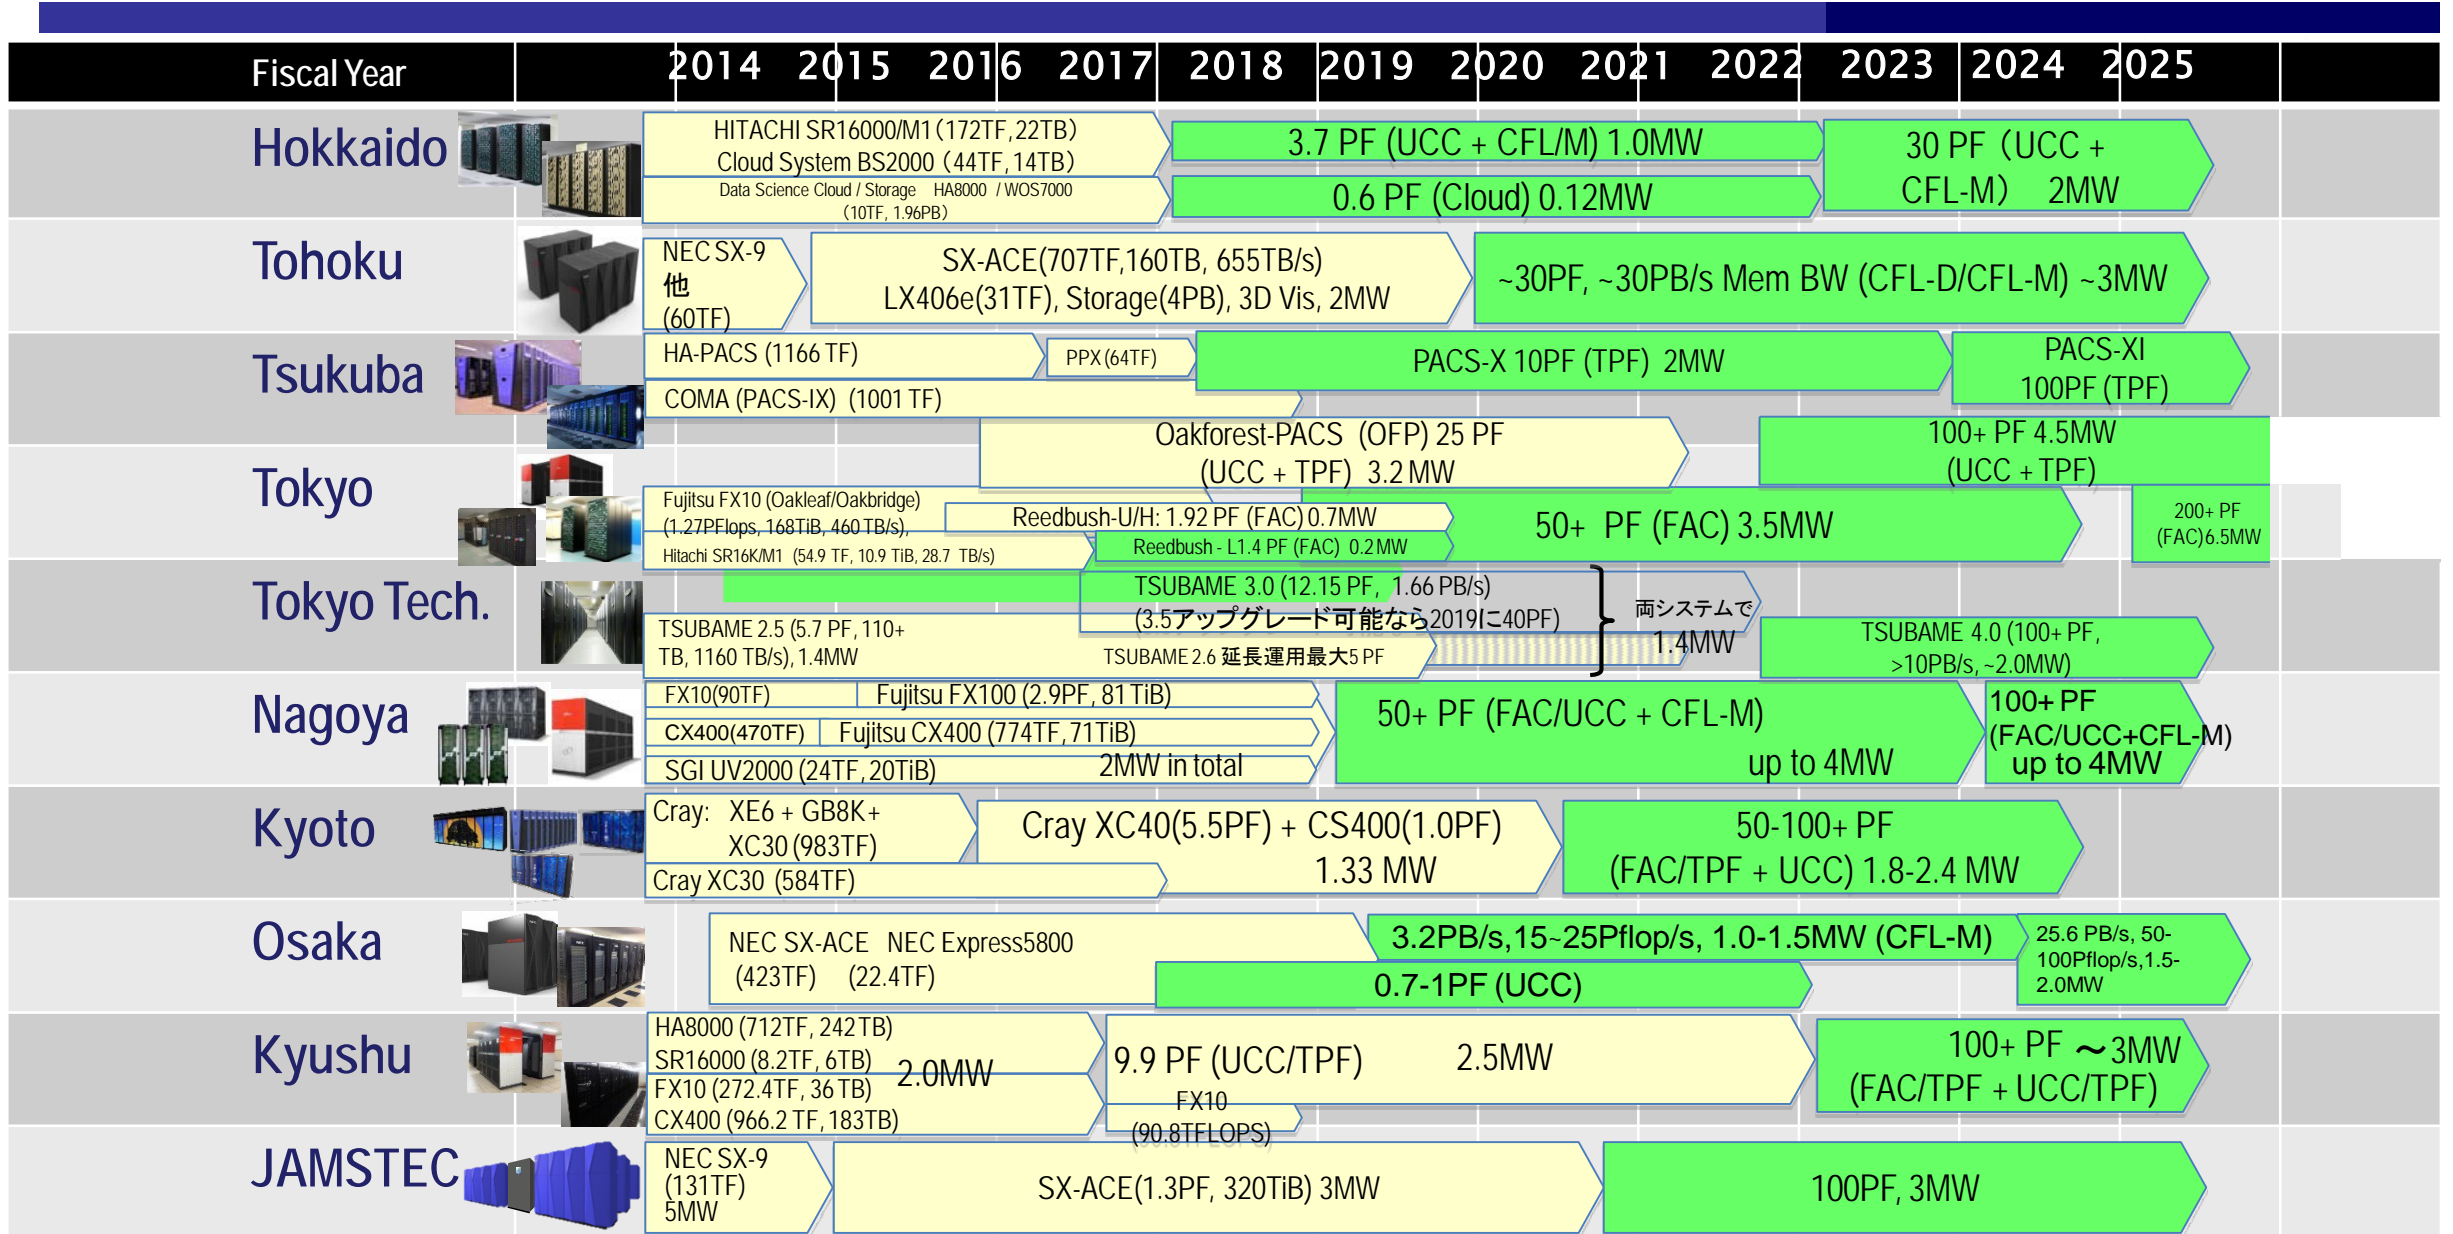 Fiscal Year 2014 2015 2016 2017 2018 2019 2020 2021 2022 2023 2024 2025
Hokkaido
HITACHI SR16000/M1(172TF,22TB)
Cloud System BS2000 (44TF,14TB)
Data Science Cloud / Storage HA8000 / WOS7000
(10TF, 1.96PB)
3.7 PF (UCC + CFL/M) 1.0MW
0.6 PF (Cloud) 0.12MW
30 PF (UCC +
CFL-M) 2MW
Tohoku
NEC SX-9
他
(60TF)
SX-ACE(707TF,160TB, 655TB/s)
LX406e(31TF), Storage(4PB), 3D Vis, 2MW
~30PF, ~30PB/s Mem BW (CFL-D/CFL-M) ~3MW
Tsukuba
HA-PACS (1166 TF)
PPX (64TF)
COMA (PACS-IX) (1001 TF)
PACS-X 10PF (TPF) 2MW
PACS-XI
100PF (TPF)
Tokyo
Oakforest-PACS (OFP) 25 PF
(UCC + TPF) 3.2 MW
100+ PF 4.5MW
(UCC + TPF)
Fujitsu FX10 (Oakleaf/Oakbridge)
(1.27PFlops, 168TiB, 460 TB/s),
Hitachi SR16K/M1 (54.9 TF, 10.9 TiB, 28.7 TB/s)
Reedbush-U/H: 1.92 PF (FAC) 0.7MW
Reedbush - L1.4 PF (FAC) 0.2 MW
50+ PF (FAC) 3.5MW
200+ PF
(FAC) 6.5MW
Tokyo Tech.
TSUBAME 3.0 (12.15 PF, 1.66 PB/s)
(3.5アップグレード可能なら2019に40PF)
TSUBAME 2.5 (5.7 PF, 110+
TB, 1160 TB/s), 1.4MW
TSUBAME 2.6 延長運用最大5 PF
両システムで
1.4MW
TSUBAME 4.0 (100+ PF,
>10PB/s, ~2.0MW)
Nagoya
FX10(90TF)
Fujitsu FX100 (2.9PF, 81 TiB)
CX400(470TF)
Fujitsu CX400 (774TF, 71TiB)
SGI UV2000 (24TF, 20TiB)
2MW in total
50+ PF (FAC/UCC + CFL-M)
up to 4MW
100+ PF
(FAC/UCC+CFL-M)
up to 4MW
Kyoto
Cray: XE6 + GB8K+
XC30 (983TF)
Cray XC30 (584TF)
Cray XC40(5.5PF) + CS400(1.0PF)
1.33 MW
50-100+ PF
(FAC/TPF + UCC) 1.8-2.4 MW
Osaka
NEC SX-ACE NEC Express5800
(423TF) (22.4TF)
3.2PB/s,15~25Pflop/s, 1.0-1.5MW (CFL-M)
0.7-1PF (UCC)
25.6 PB/s, 50-
100Pflop/s,1.5-
2.0MW
Kyushu
HA8000 (712TF, 242TB)
SR16000 (8.2TF, 6TB)
2.0MW
FX10 (272.4TF, 36 TB)
CX400 (966.2 TF, 183TB)
9.9 PF (UCC/TPF) 2.5MW
FX10
(90.8TFLOPS)
100+ PF ～3MW
(FAC/TPF + UCC/TPF)
JAMSTEC
NEC SX-9
(131TF)
5MW
SX-ACE(1.3PF, 320TiB) 3MW
100PF, 3MW